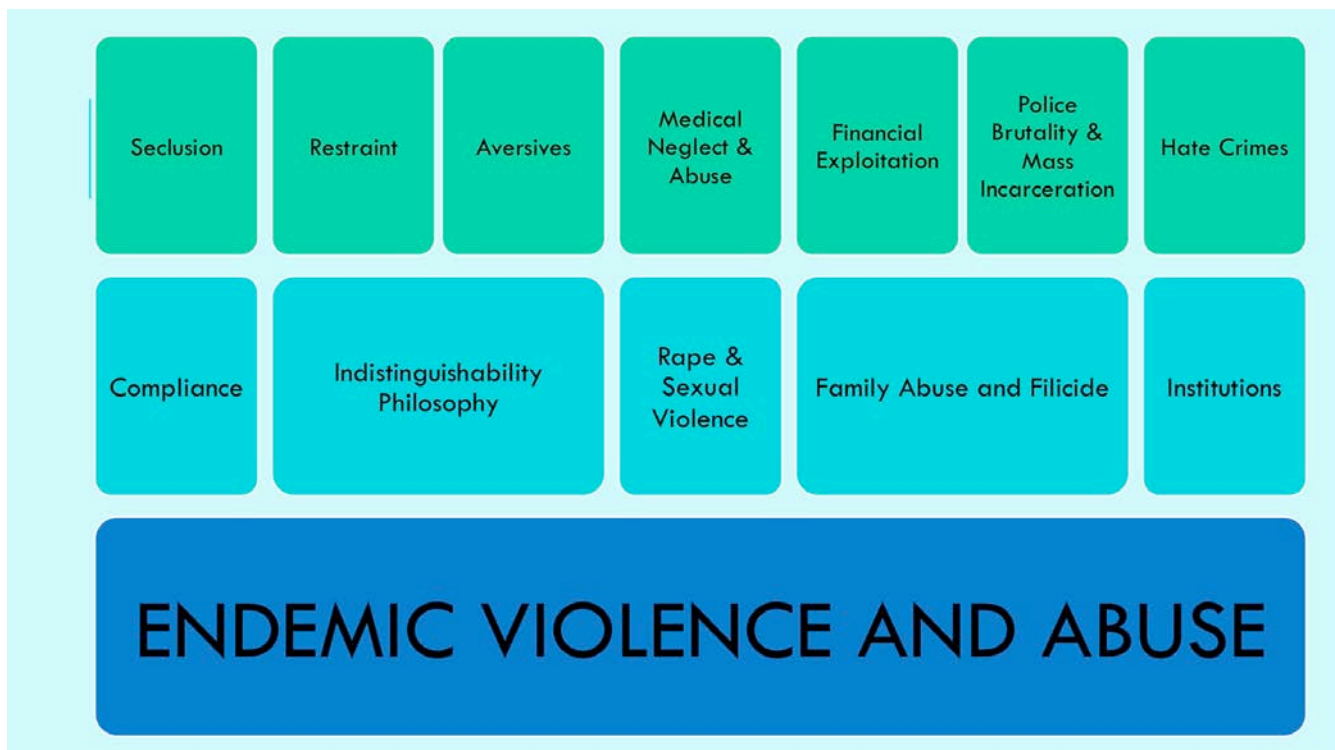 Seclusion
Restraint
Aversives
Medical
Neglect &
Abuse
Financial
Exploitation
Police
Brutality &
Mass
Incarceration
Hate Crimes
Compliance
Indistinguishability
Philosophy
Rape &
Sexual
Violence
Family Abuse and Filicide
Institutions
ENDEMIC VIOLENCE AND ABUSE